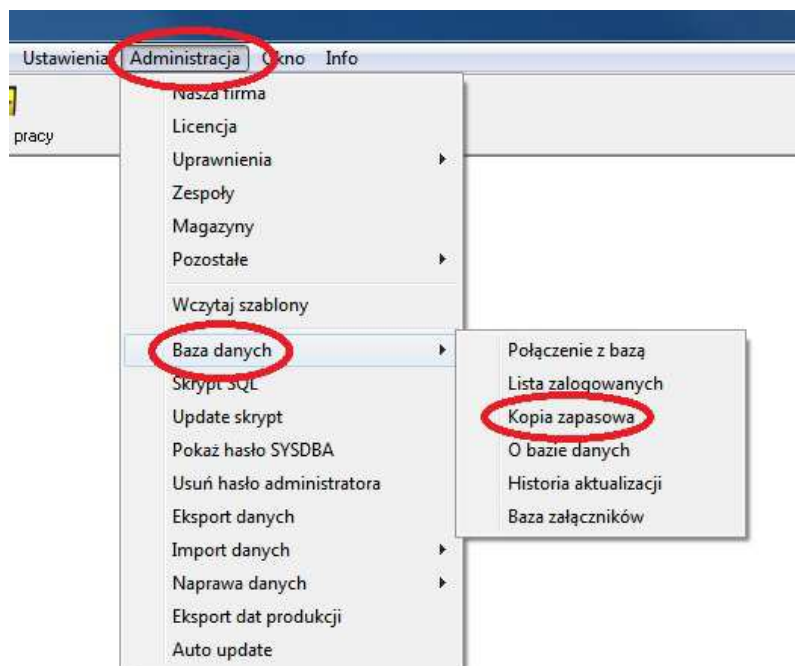 Ustawienia Administracja Okno Info
pracy
Nasza firma
Licencja
Uprawnienia
Zespoły
Magazyny
Pozostałe
Wczytaj szablony
Baza danych
Skrypt SQL
Update skrypt
Pokaż hasło SYSDBA
Usuń hasło administratora
Eksport danych
Import danych
Naprawa danych
Eksport dat produkcji
Auto update
Połączenie z bazą
Lista zalogowanych
Kopia zapasowa
O bazie danych
Historia aktualizacji
Baza załączników